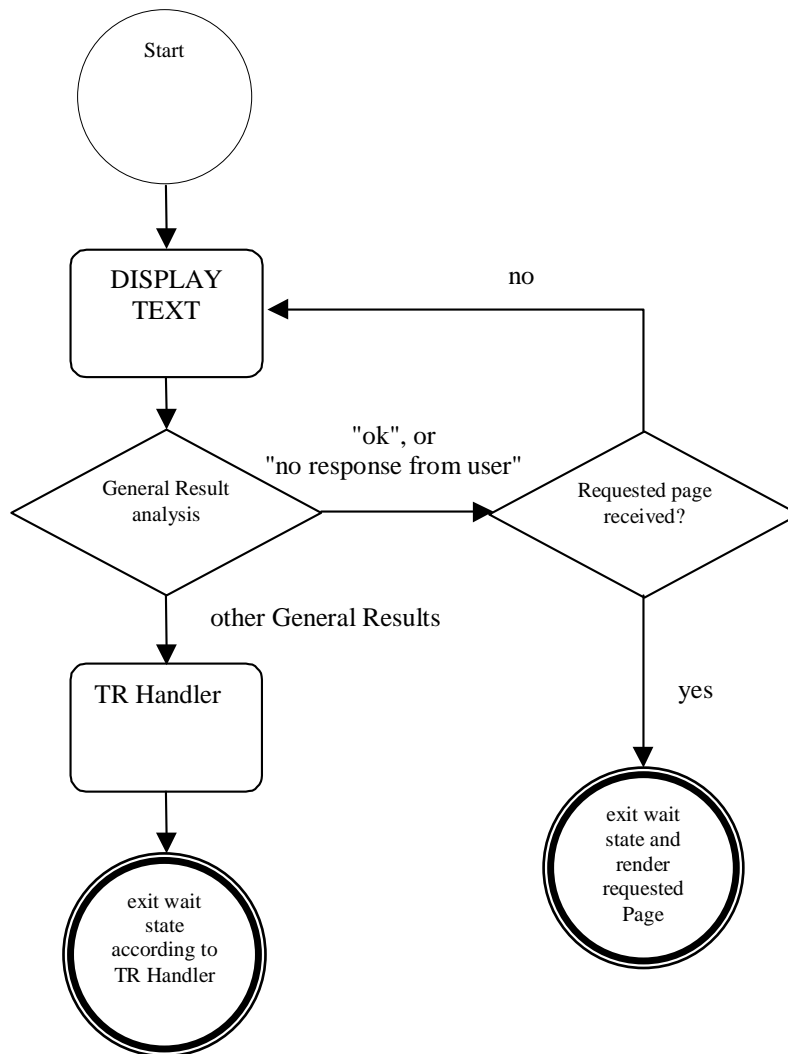 Start
DISPLAY
TEXT
no
"ok", or
"no response from user"
General Result
analysis
Requested page
received?
other General Results
TR Handler
yes
exit wait
state and
render
requested
Page
exit wait
state
according to
TR Handler